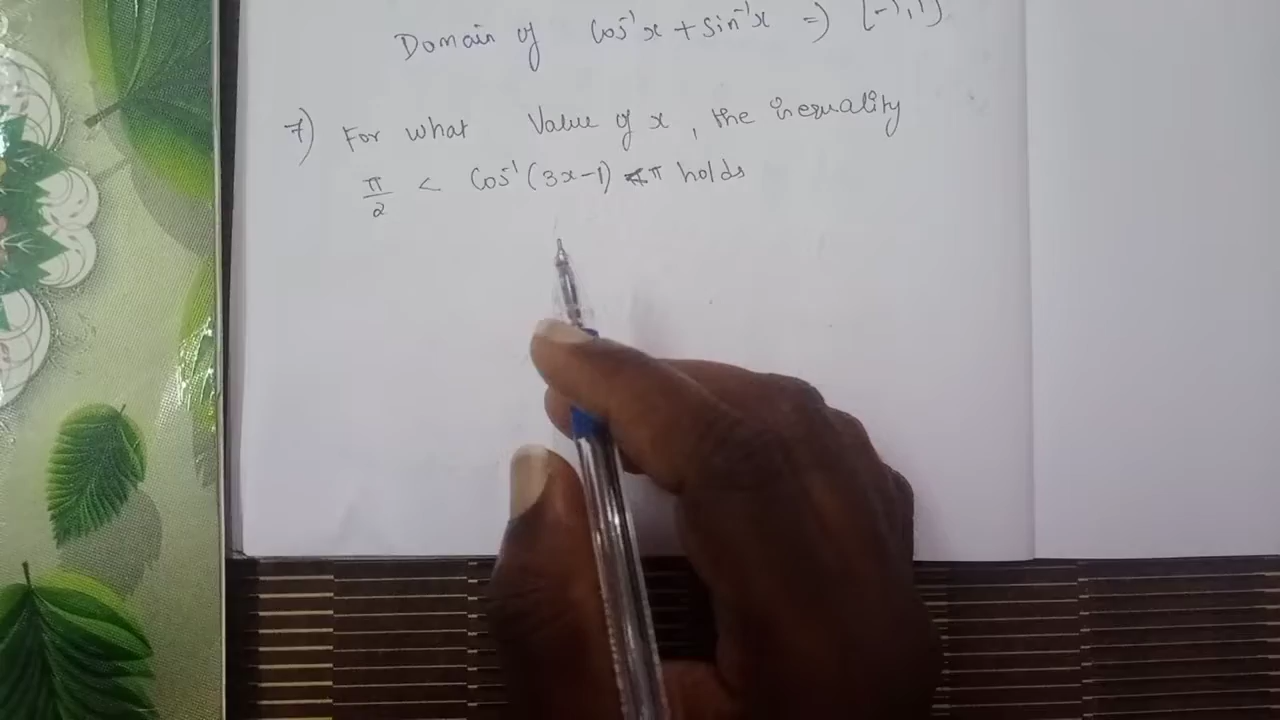 Domain of cos⁻¹x + sin⁻¹x ⇒ [-1, 1]
7) For what Value of x, the inequality
π/2 < cos⁻¹(3x-1) < π holds